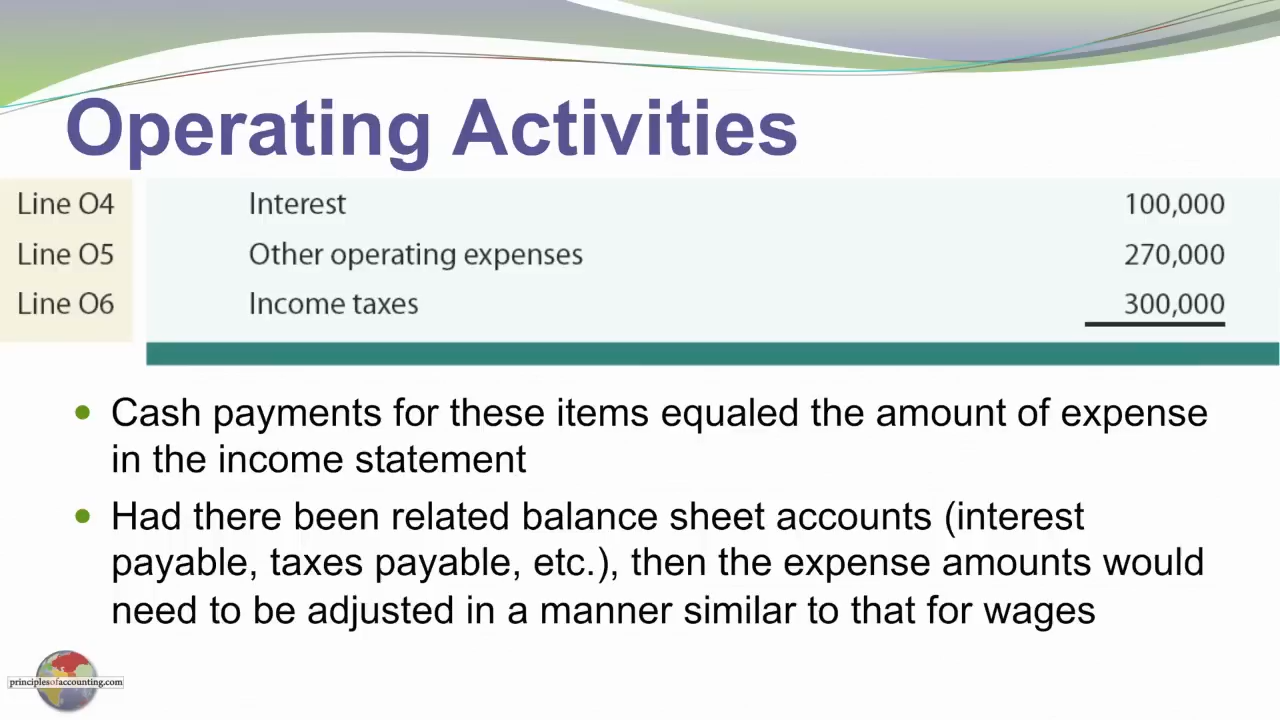 Operating Activities
Line O4 Interest 100,000
Line O5 Other operating expenses 270,000
Line O6 Income taxes 300,000
• Cash payments for these items equaled the amount of expense
in the income statement
• Had there been related balance sheet accounts (interest
payable, taxes payable, etc.), then the expense amounts would
need to be adjusted in a manner similar to that for wages
principlesofaccounting.com